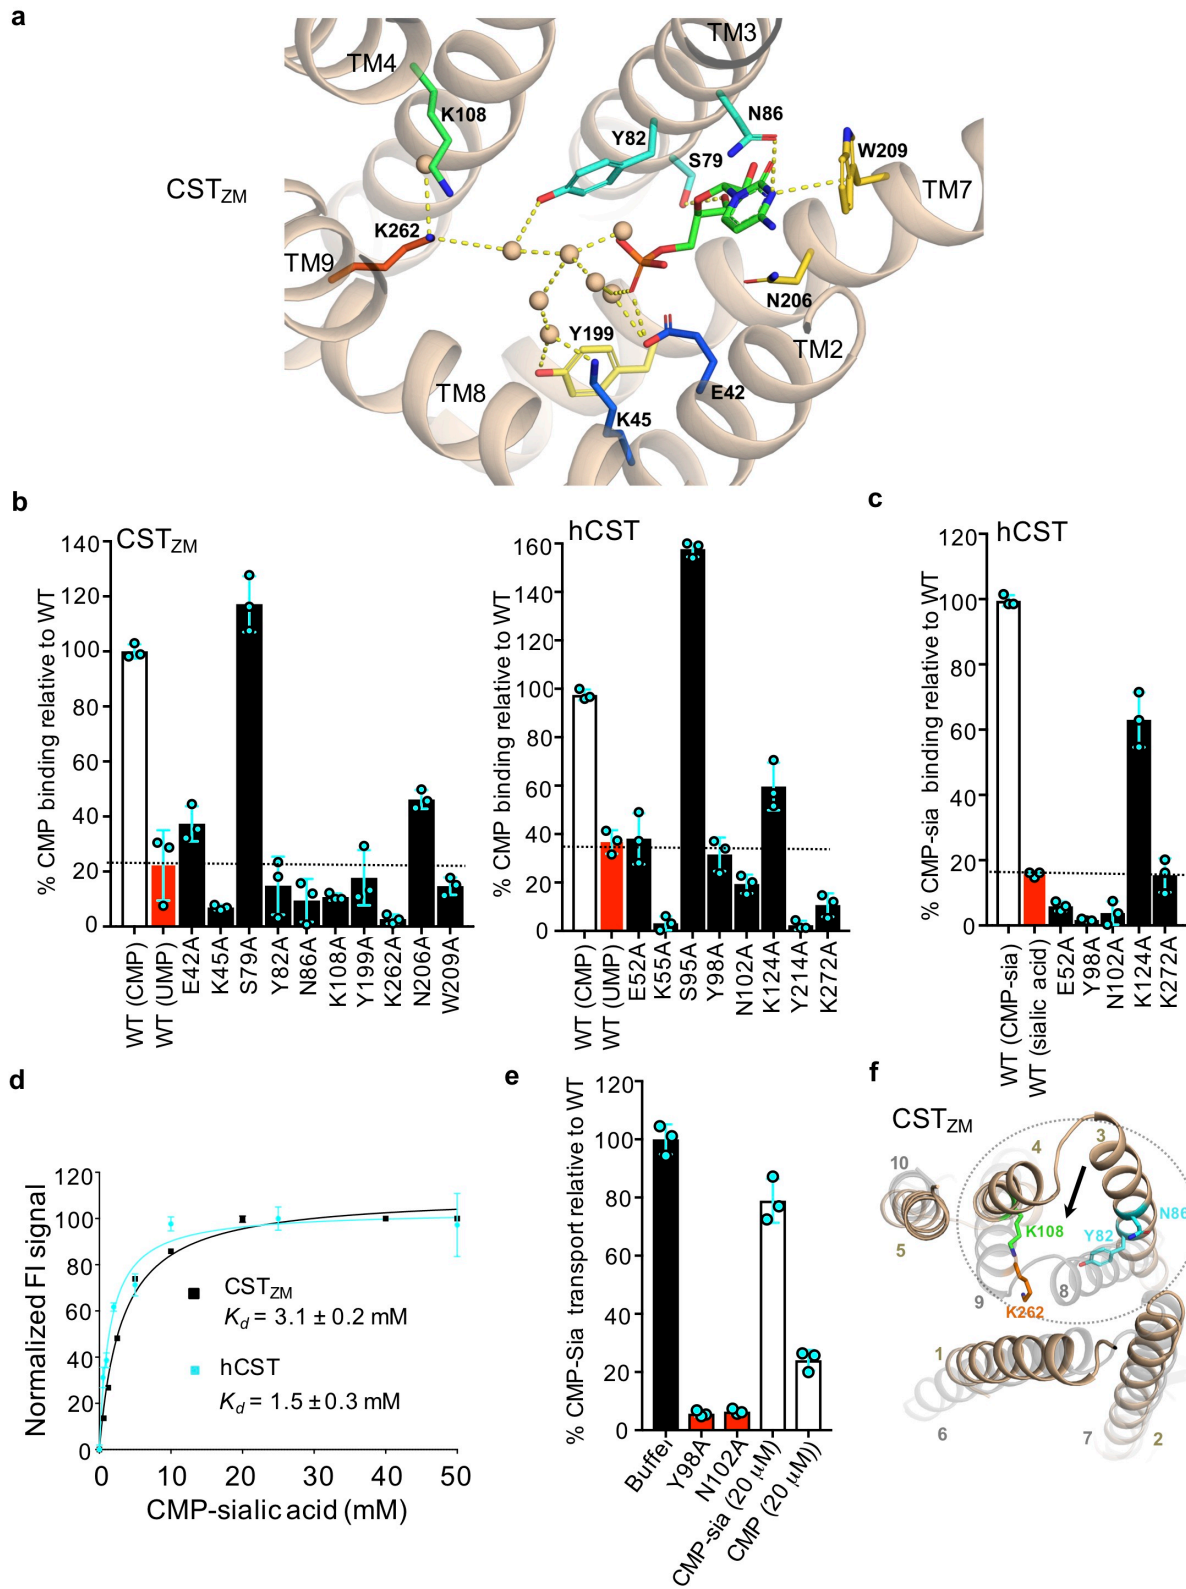 a
TM3
TM4
K108
N86
Y82
S79
W209
CSTZM
TM7
K262
TM9
N206
Y199
TM2
TM8
E42
K45
b
CSTZM
% CMP binding relative to WT
140
120
100
80
60
40
20
0
WT (CMP)
WT (UMP)
E42A
K45A
S79A
Y82A
N86A
K108A
Y199A
K262A
N206A
W209A
hCST
% CMP binding relative to WT
160
140
120
100
80
60
40
20
0
WT (CMP)
WT (UMP)
E52A
K55A
S95A
Y98A
N102A
K124A
Y214A
K272A
c
hCST
% CMP-sia binding relative to WT
120
100
80
60
40
20
0
WT (CMP-sia)
WT (sialic acid)
E52A
Y98A
N102A
K124A
K272A
d
Normalized FI signal
120
100
80
60
40
20
0
0 10 20 30 40 50
CMP-sialic acid (mM)
CSTZM
Kd = 3.1 ± 0.2 mM
hCST
Kd = 1.5 ± 0.3 mM
e
% CMP-Sia transport relative to WT
120
100
80
60
40
20
0
Buffer
Y98A
N102A
CMP-sia (20 µM)
CMP (20 µM))
f
CSTZM
10
4
3
N86
K108
Y82
5
9
8
K262
1
6
7
2